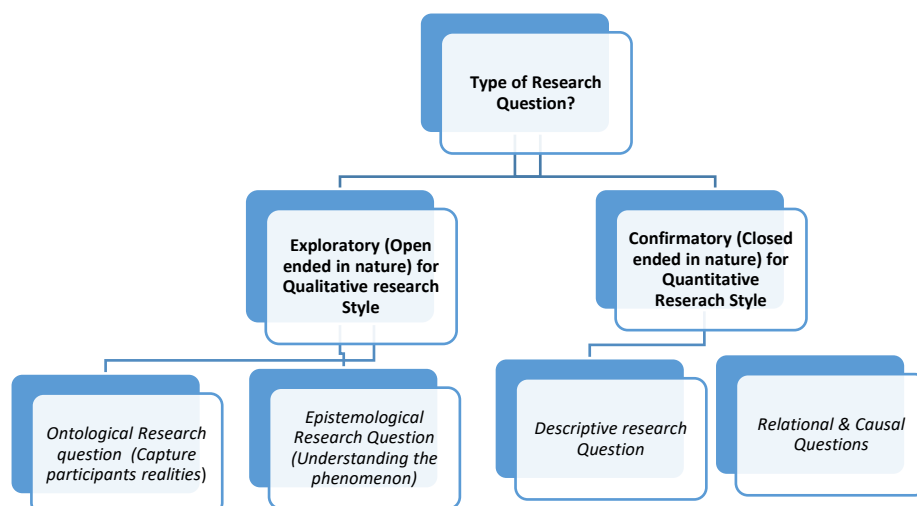 Type of Research
Question?
Exploratory (Open
ended in nature) for
Qualitative research
Style
Confirmatory (Closed
ended in nature) for
Quantitative
Reserach Style
Ontological Research
question (Capture
participants realities)
Epistemological
Research Question
(Understanding the
phenomenon)
Descriptive research
Question
Relational & Causal
Questions